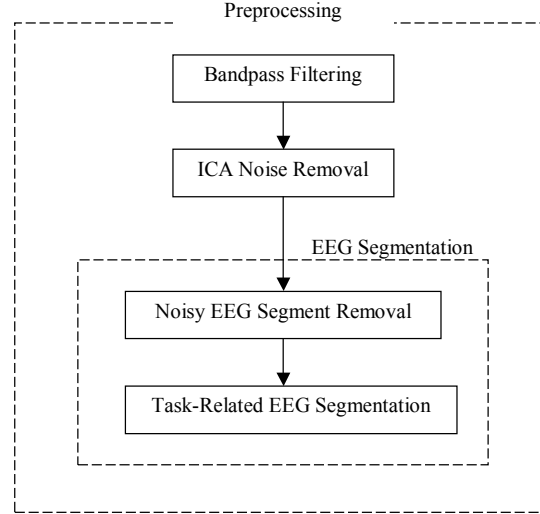 Preprocessing
Bandpass Filtering
ICA Noise Removal
EEG Segmentation
Noisy EEG Segment Removal
Task-Related EEG Segmentation